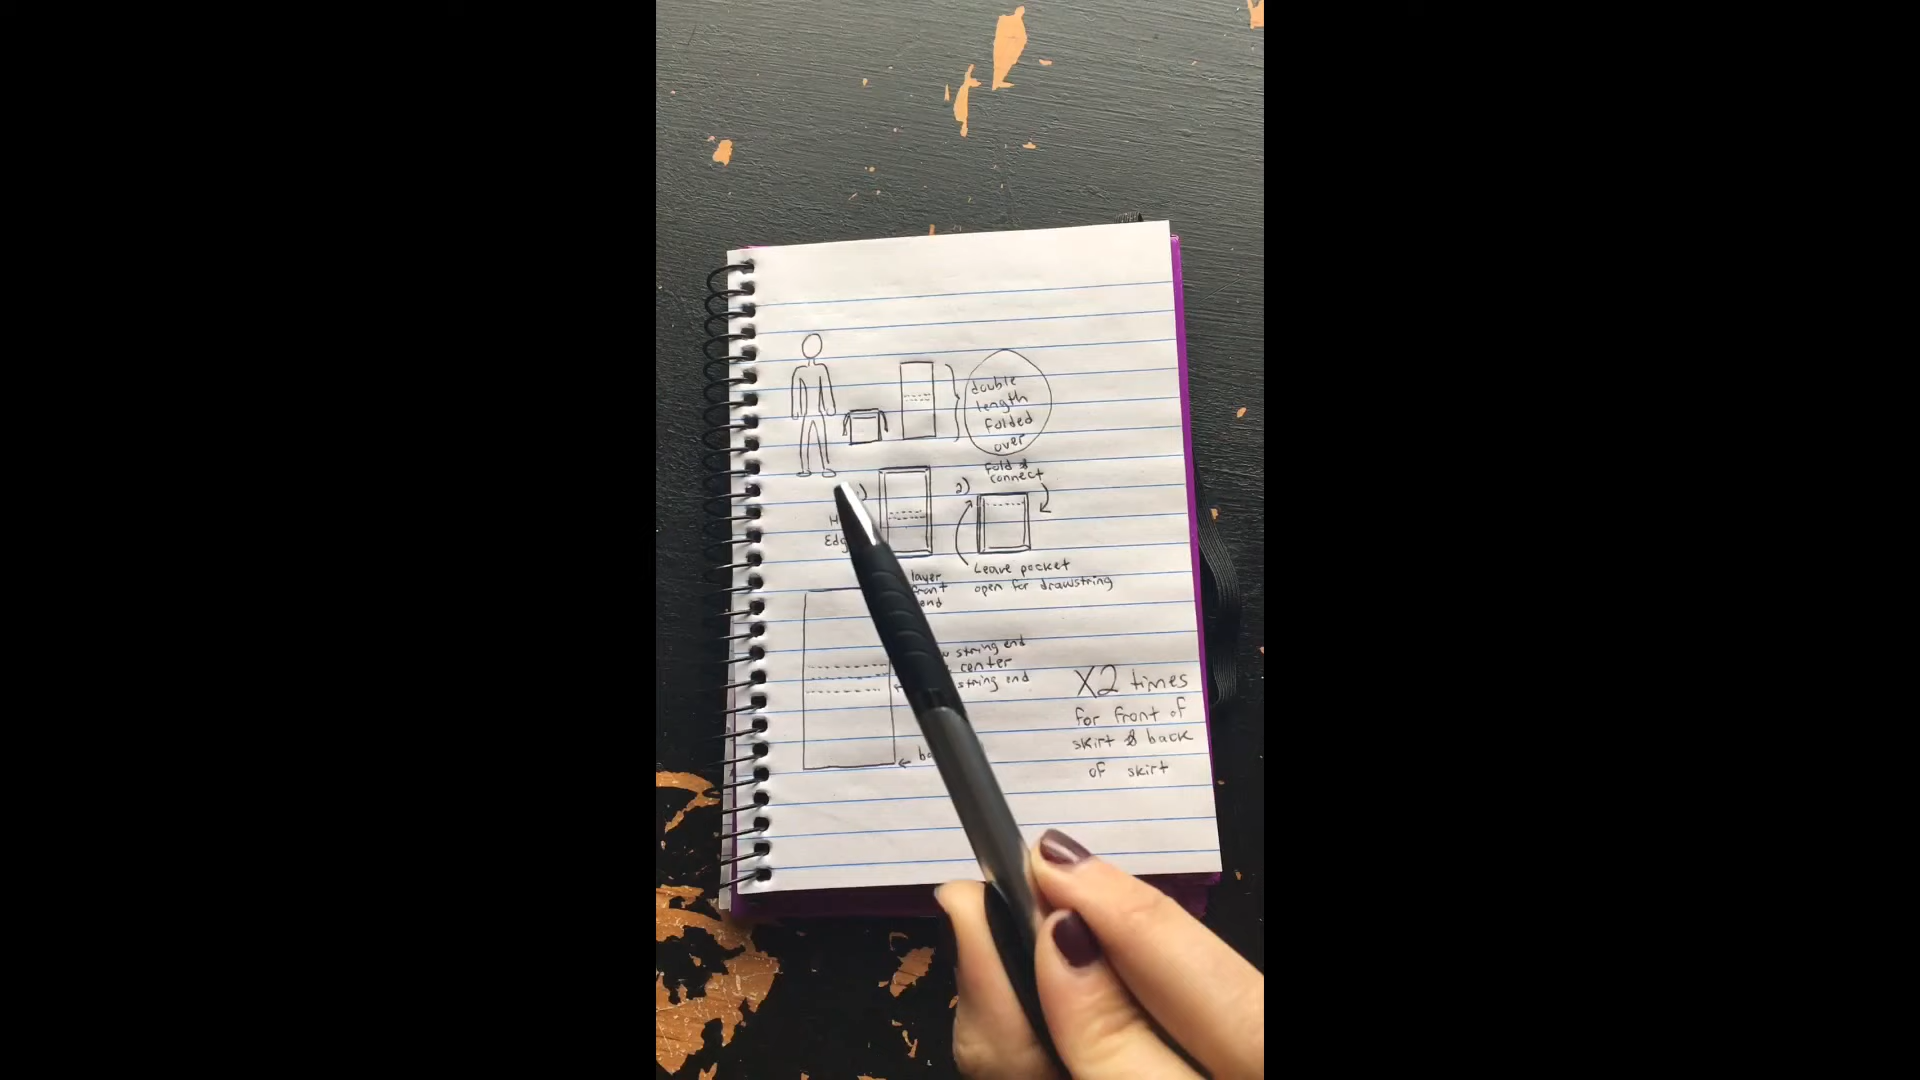 double
length
folded
over
Fold &
connect
2)
Leave pocket
open for drawstring
layer
front
end
string end
center
string end
X2 times
for front of
skirt & back
of skirt